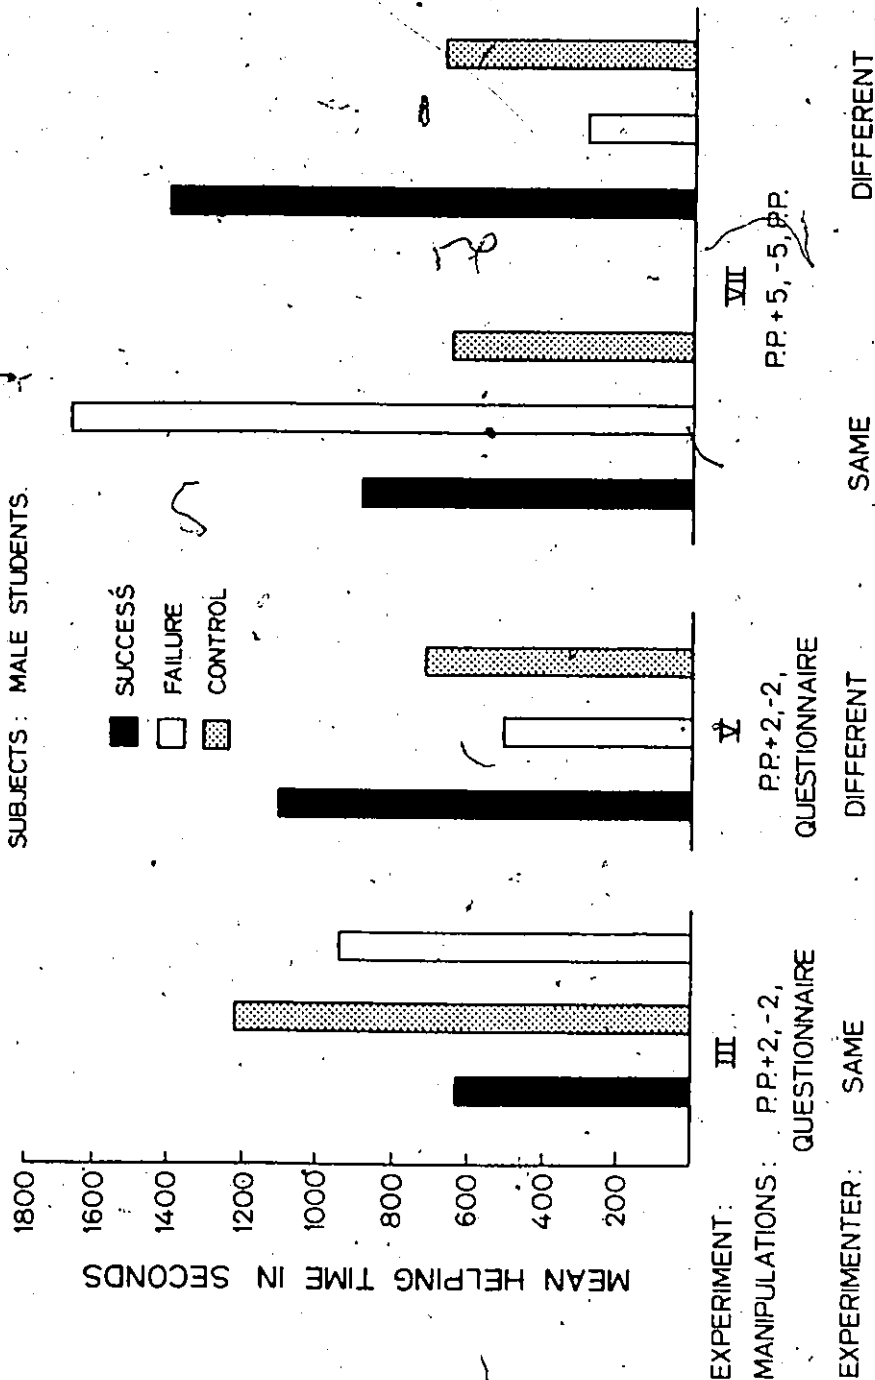 SUBJECTS: MALE STUDENTS.
SUCCESS
FAILURE
CONTROL
MEAN HELPING TIME IN SECONDS
1800
1600
1400
1200
1000
800
600
400
200
EXPERIMENT: III V VII
MANIPULATIONS: P.P.+2,-2, P.P.+2,-2, P.P.+5,-5, P.P.
QUESTIONNAIRE QUESTIONNAIRE
EXPERIMENTER: SAME DIFFERENT SAME DIFFERENT